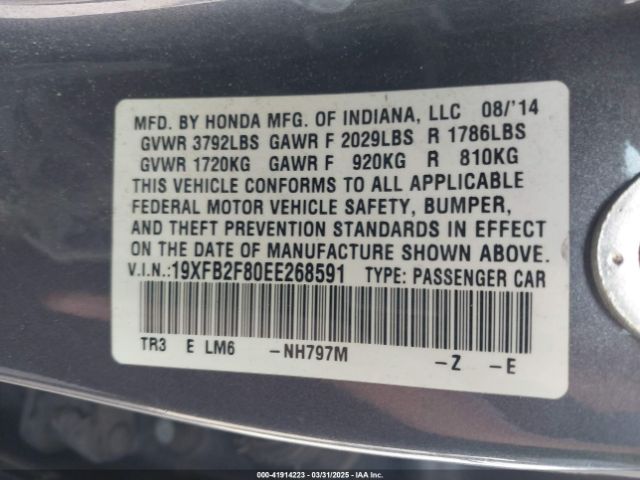 MFD. BY HONDA MFG. OF INDIANA, LLC 08/'14
GVWR 3792LBS GAWR F 2029LBS R 1786LBS
GVWR 1720KG GAWR F 920KG R 810KG
THIS VEHICLE CONFORMS TO ALL APPLICABLE
FEDERAL MOTOR VEHICLE SAFETY, BUMPER,
AND THEFT PREVENTION STANDARDS IN EFFECT
ON THE DATE OF MANUFACTURE SHOWN ABOVE.
V.I.N.:19XFB2F80EE268591 TYPE: PASSENGER CAR
TR3 E LM6 -NH797M -Z -E
000-41914223 - 03/31/2025 - IAA Inc.